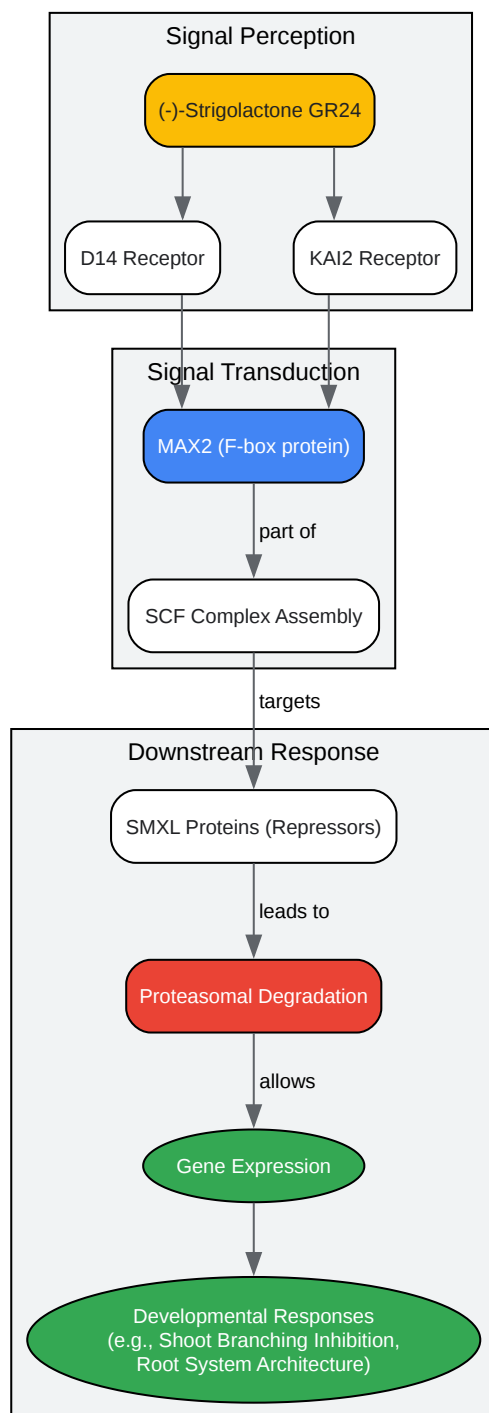 Signal Perception
(-)-Strigolactone GR24
D14 Receptor
KAI2 Receptor
Signal Transduction
MAX2 (F-box protein)
part of
SCF Complex Assembly
targets
Downstream Response
SMXL Proteins (Repressors)
leads to
Proteasomal Degradation
allows
Gene Expression
Developmental Responses
(e.g., Shoot Branching Inhibition,
Root System Architecture)